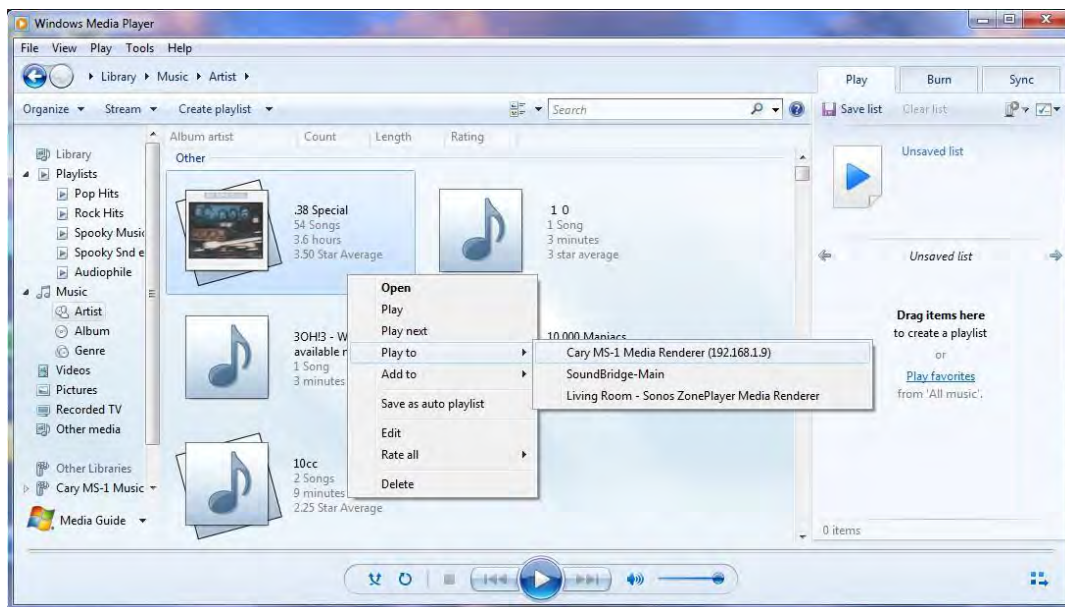 Windows Media Player
File View Play Tools Help
Library Music Artist
Play Burn Sync
Organize Stream Create playlist
Search
Save list Clear list
Album artist Count Length Rating
Other
Library
Playlists
Pop Hits
Rock Hits
Spooky Music
Spooky Snd e
Audiophile
Music
Artist
Album
Genre
Videos
Pictures
Recorded TV
Other media
Other Libraries
Cary MS-1 Music
Media Guide
.38 Special
54 Songs
3.6 hours
3.50 Star Average
1 0
1 Song
3 minutes
3 star average
3OH!3 - W
available r
1 Song
3 minutes
10,000 Maniacs
10cc
2 Songs
9 minutes
2.25 Star Average
Open
Play
Play next
Play to
Add to
Save as auto playlist
Edit
Rate all
Delete
Cary MS-1 Media Renderer (192.168.1.9)
SoundBridge-Main
Living Room - Sonos ZonePlayer Media Renderer
Unsaved list
Unsaved list
Drag items here
to create a playlist
or
Play favorites
from 'All music'.
0 items